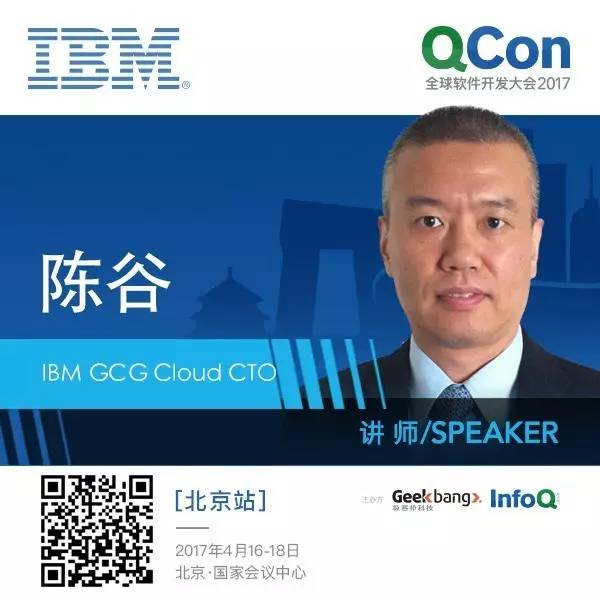 IBM®
QCon
全球软件开发大会2017
陈谷
IBM GCG Cloud CTO
讲 师/SPEAKER
[北京站]
主办方 Geekbang>. InfoQ
极客邦科技
2017年4月16-18日
北京·国家会议中心